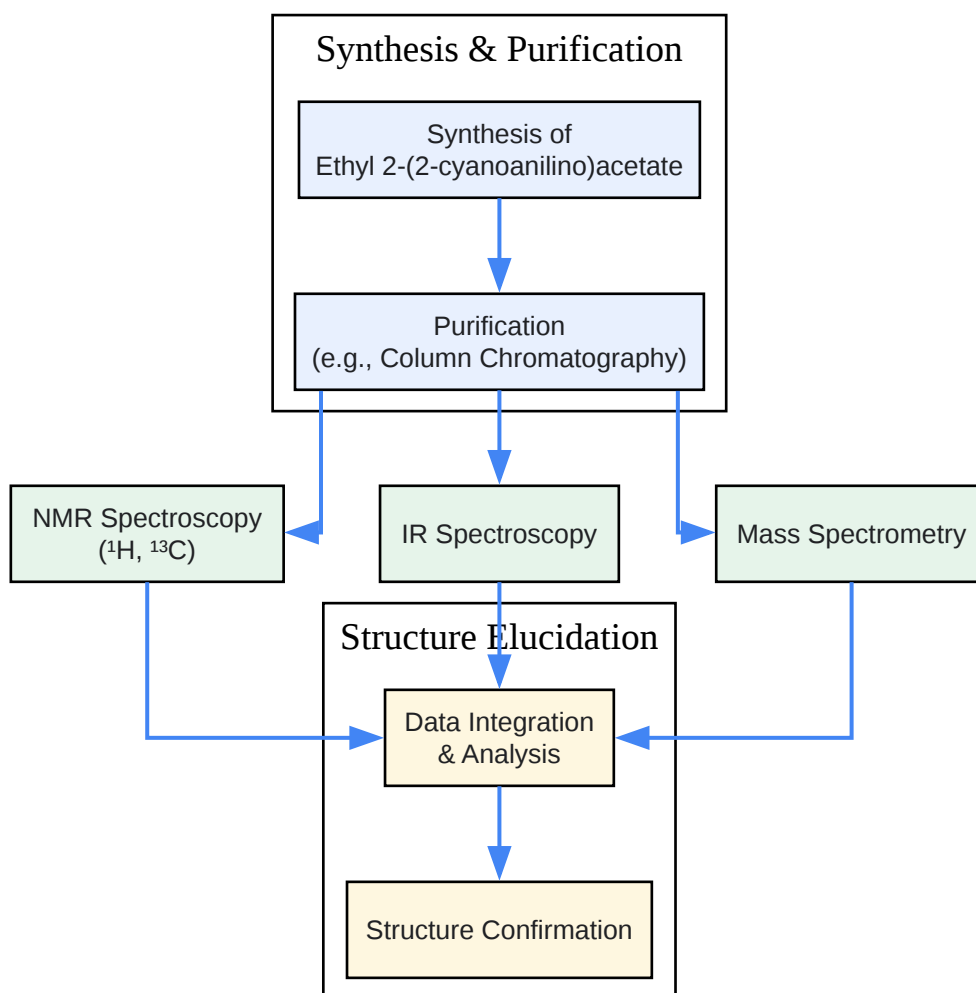 Synthesis & Purification
Synthesis of
Ethyl 2-(2-cyanoanilino)acetate
Purification
(e.g., Column Chromatography)
NMR Spectroscopy
(¹H, ¹³C)
IR Spectroscopy
Mass Spectrometry
Structure Elucidation
Data Integration
& Analysis
Structure Confirmation